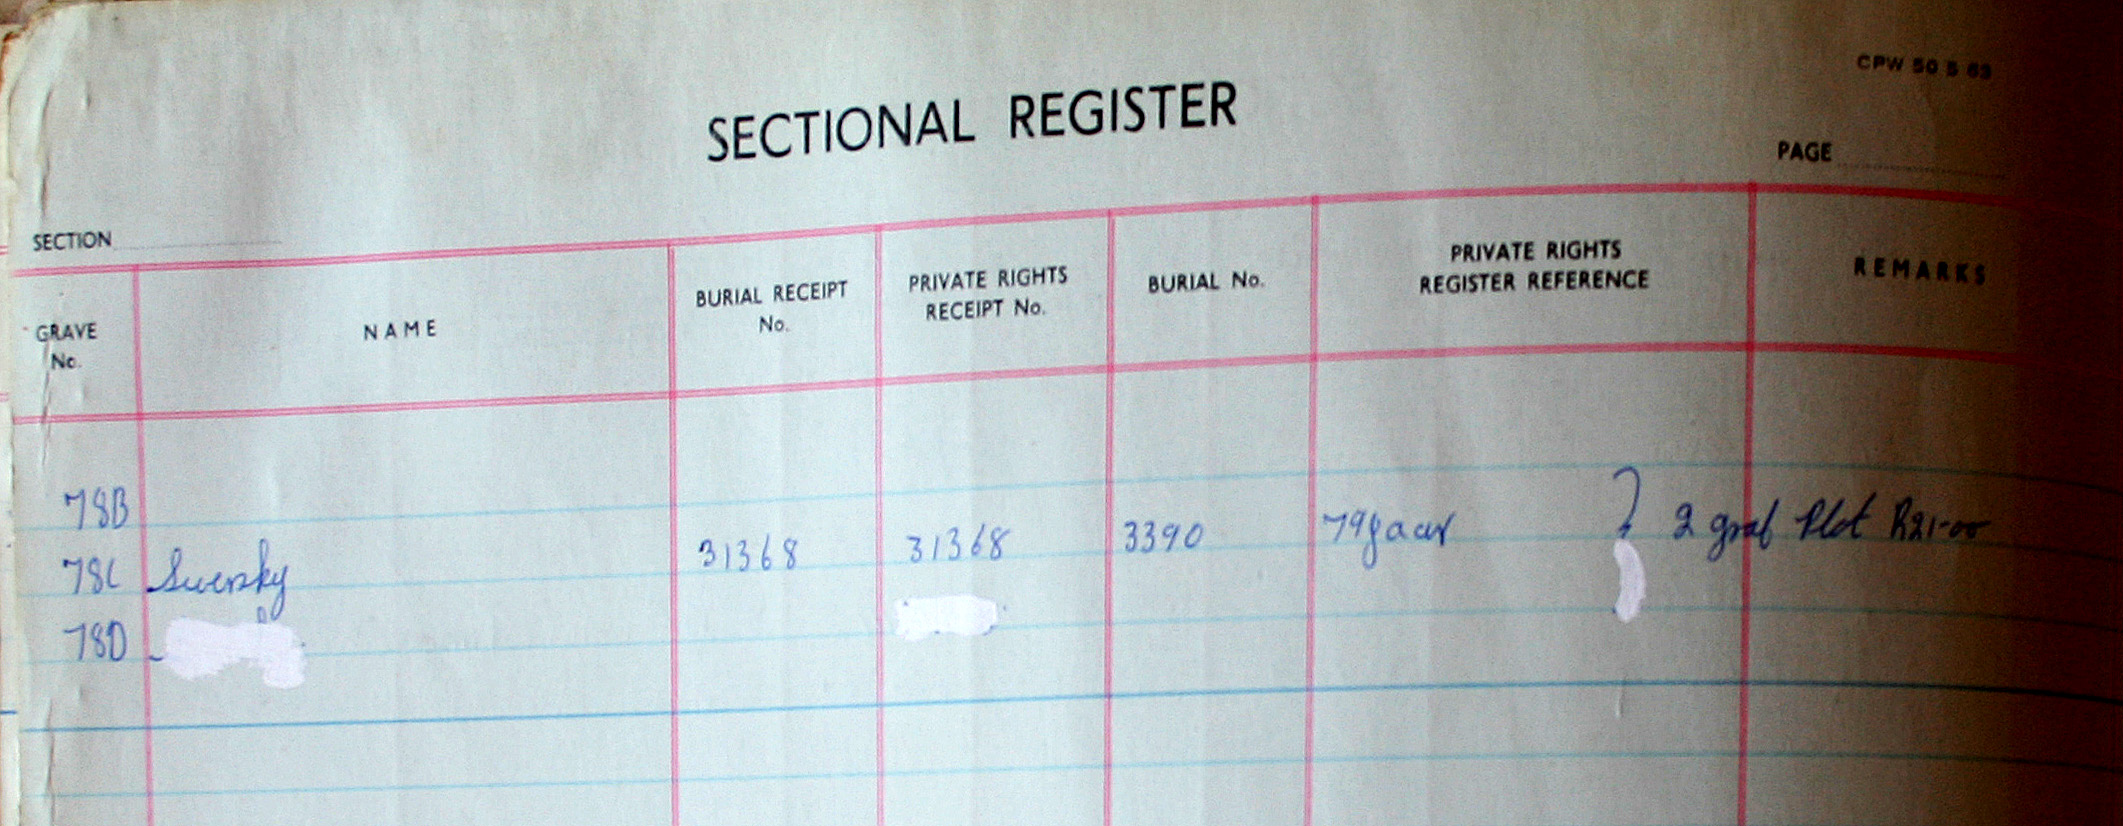 CPW 50 5 63
SECTIONAL REGISTER
PAGE
SECTION
GRAVE No.
NAME
BURIAL RECEIPT No.
PRIVATE RIGHTS RECEIPT No.
BURIAL No.
PRIVATE RIGHTS REGISTER REFERENCE
REMARKS
78B
78C Swersky 31368 31368 3390 79 jaar 2 graf Plot R21-00
78D